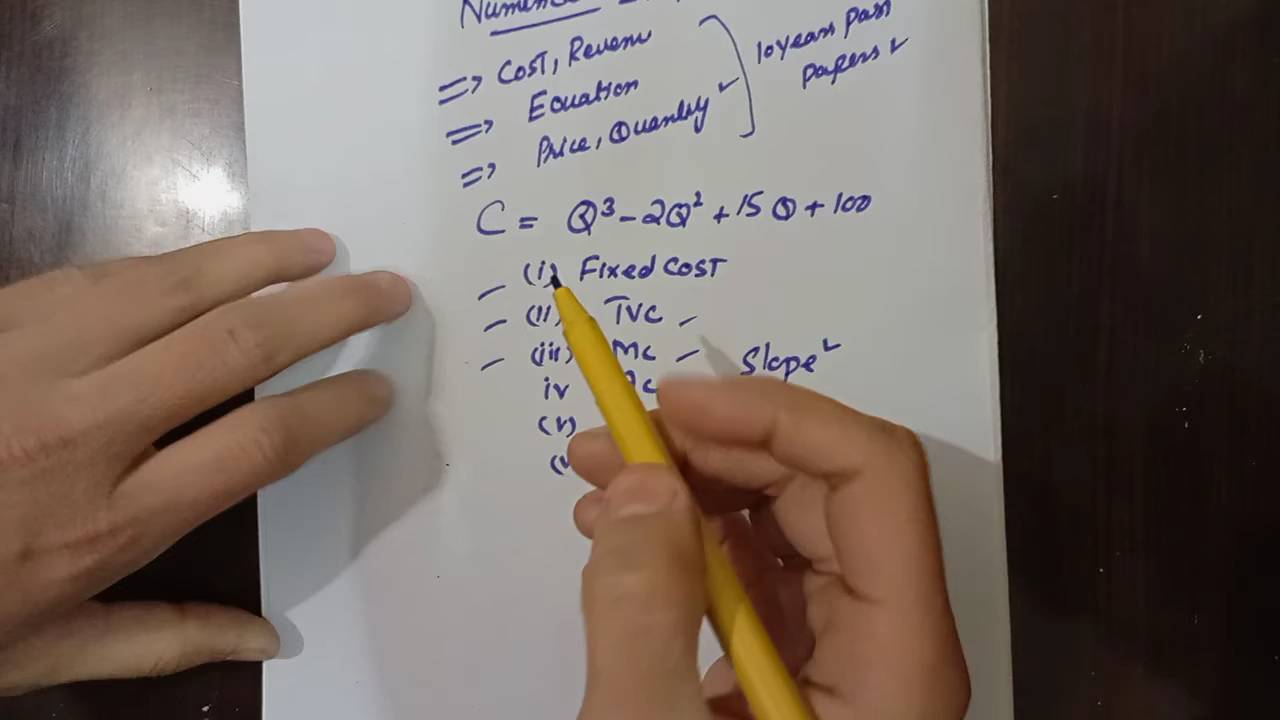 => Cost, Revenu
=> Equation
=> Price, Quantity ✓
10 years past
papers ✓
C = Q³ - 2Q² + 15Q + 100
- (i) Fixed Cost
- (ii) TVC -
- (iii) MC -
Slope ✓
iv
(v)